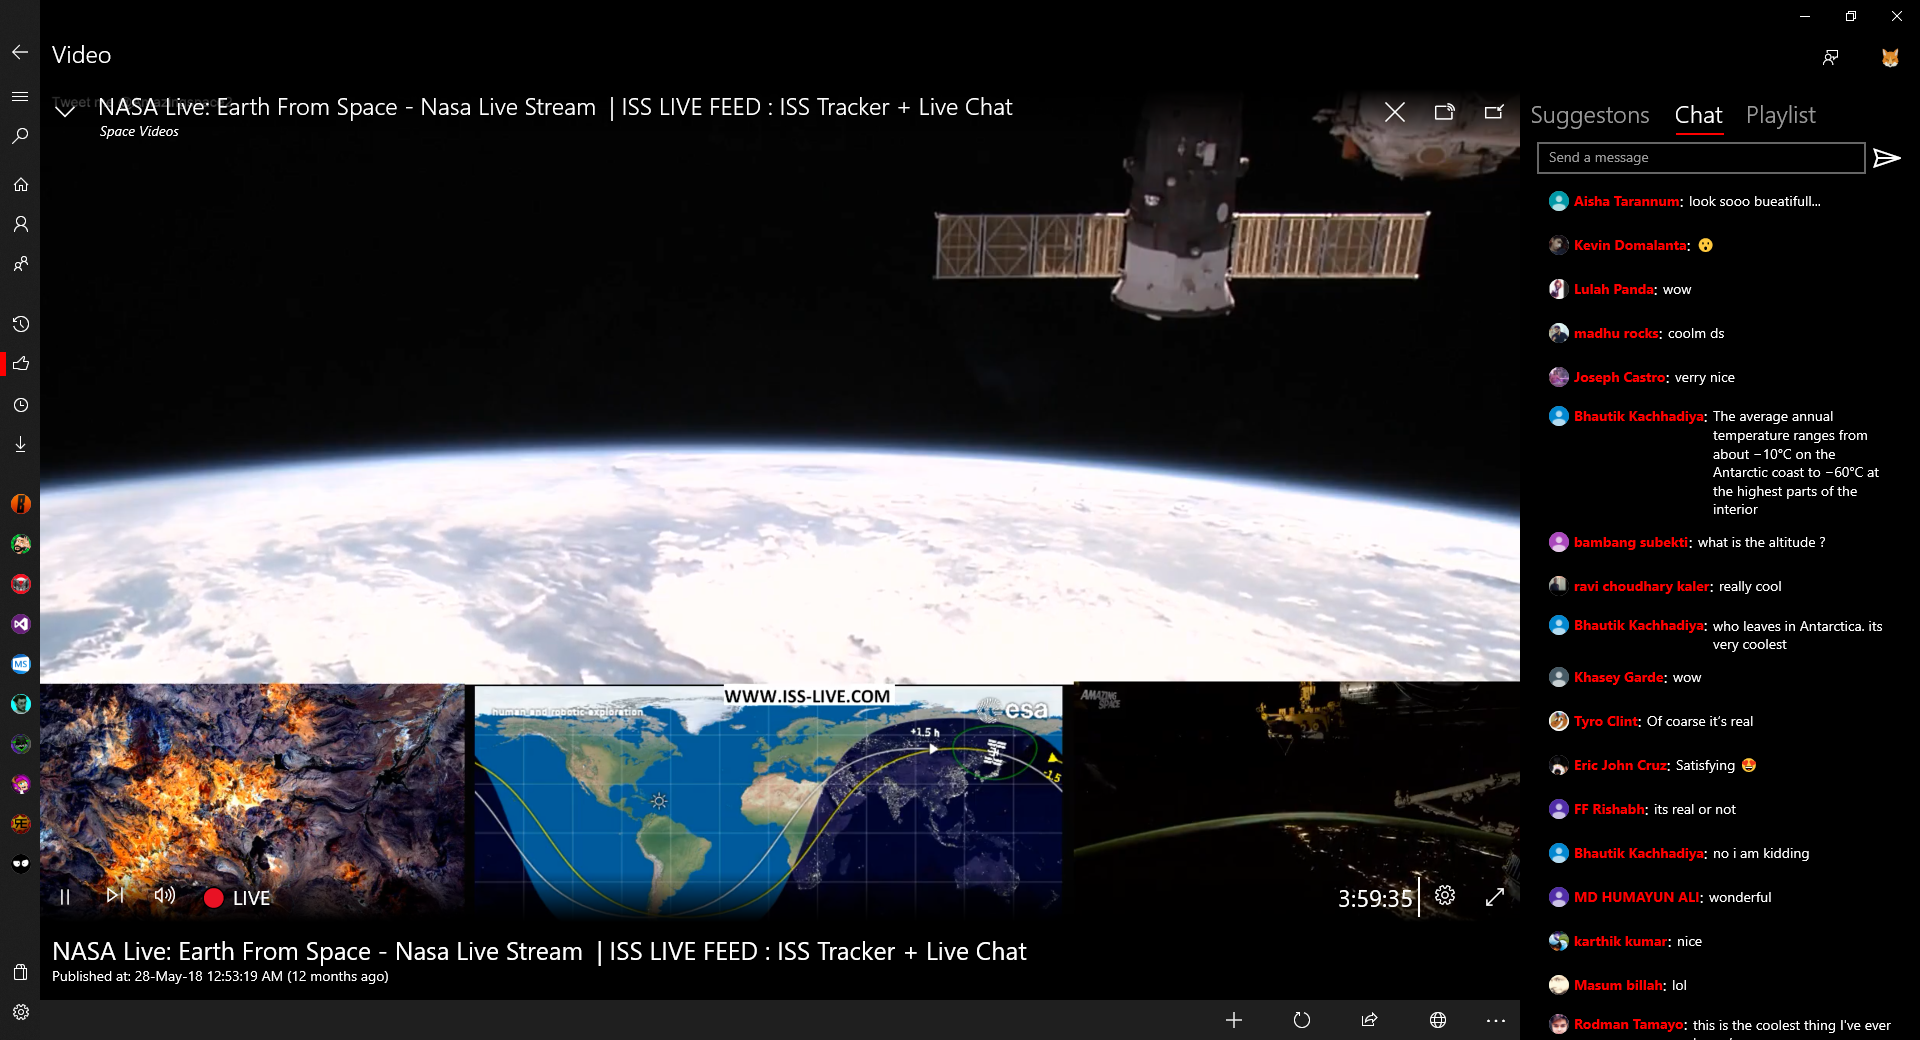 Video
NASA Live: Earth From Space - Nasa Live Stream | ISS LIVE FEED : ISS Tracker + Live Chat
Space Videos
Suggestons
Chat
Playlist
Send a message
Aisha Tarannum: look sooo bueatifull...
Kevin Domalanta: 😮
Lulah Panda: wow
madhu rocks: coolm ds
Joseph Castro: verry nice
Bhautik Kachhadiya: The average annual
temperature ranges from
about −10°C on the
Antarctic coast to −60°C at
the highest parts of the
interior
bambang subekti: what is the altitude ?
ravi choudhary kaler: really cool
Bhautik Kachhadiya: who leaves in Antarctica. its
very coolest
Khasey Garde: wow
Tyro Clint: Of coarse it's real
Eric John Cruz: Satisfying 🤩
FF Rishabh: its real or not
Bhautik Kachhadiya: no i am kidding
MD HUMAYUN ALI: wonderful
karthik kumar: nice
Masum billah: lol
Rodman Tamayo: this is the coolest thing I've ever
WWW.ISS-LIVE.COM
human_and_robotic-exploration
esa
+1.5 h
-1.5
AMAZING
SPACE
MS
LIVE
3:59:35
NASA Live: Earth From Space - Nasa Live Stream | ISS LIVE FEED : ISS Tracker + Live Chat
Published at: 28-May-18 12:53:19 AM (12 months ago)